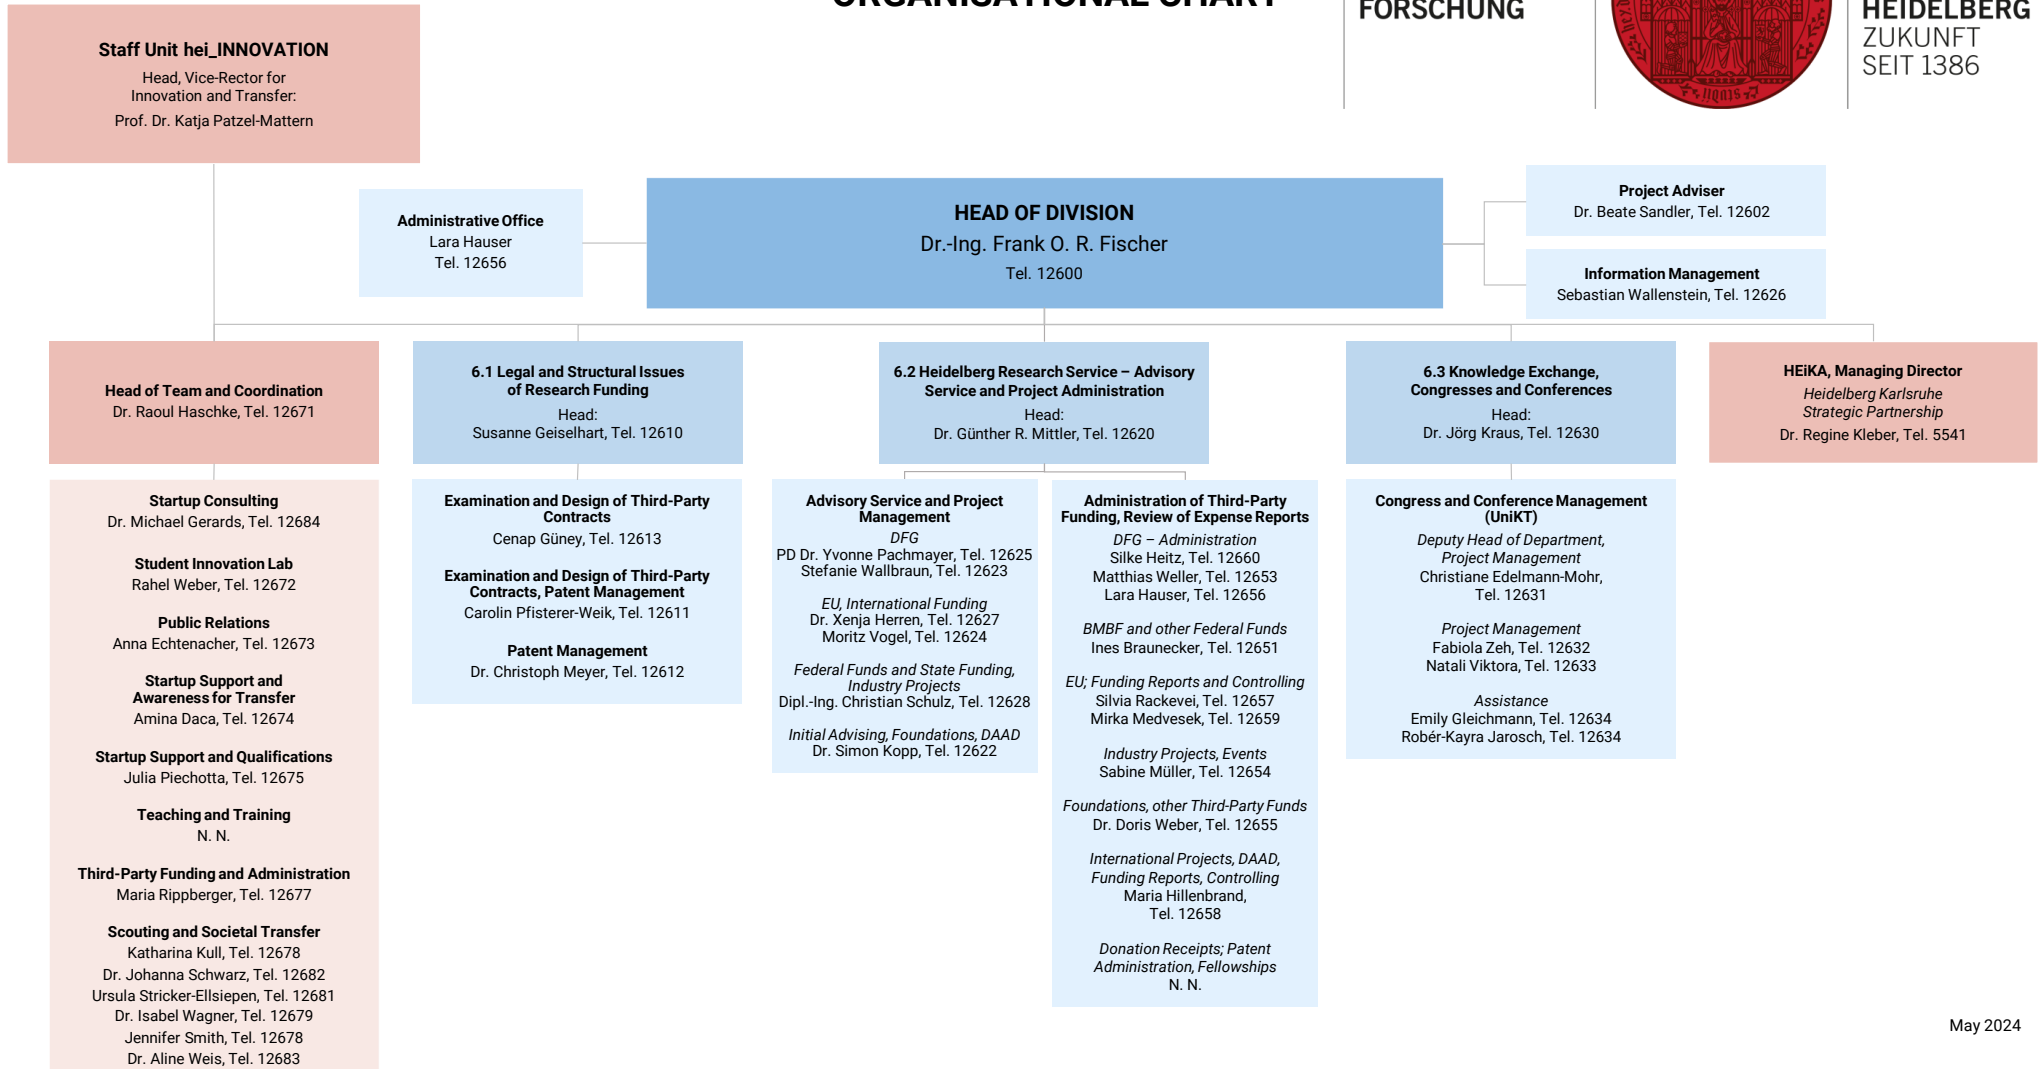 ORGANISATIONAL CHART
FORSCHUNG
HEIDELBERG
ZUKUNFT
SEIT 1386
Staff Unit hei_INNOVATION
Head, Vice-Rector for
Innovation and Transfer:
Prof. Dr. Katja Patzel-Mattern
Administrative Office
Lara Hauser
Tel. 12656
HEAD OF DIVISION
Dr.-Ing. Frank O. R. Fischer
Tel. 12600
Project Adviser
Dr. Beate Sandler, Tel. 12602
Information Management
Sebastian Wallenstein, Tel. 12626
Head of Team and Coordination
Dr. Raoul Haschke, Tel. 12671
Startup Consulting
Dr. Michael Gerards, Tel. 12684
Student Innovation Lab
Rahel Weber, Tel. 12672
Public Relations
Anna Echtenacher, Tel. 12673
Startup Support and
Awareness for Transfer
Amina Daca, Tel. 12674
Startup Support and Qualifications
Julia Piechotta, Tel. 12675
Teaching and Training
N. N.
Third-Party Funding and Administration
Maria Rippberger, Tel. 12677
Scouting and Societal Transfer
Katharina Kull, Tel. 12678
Dr. Johanna Schwarz, Tel. 12682
Ursula Stricker-Ellsiepen, Tel. 12681
Dr. Isabel Wagner, Tel. 12679
Jennifer Smith, Tel. 12678
Dr. Aline Weis, Tel. 12683
6.1 Legal and Structural Issues
of Research Funding
Head:
Susanne Geiselhart, Tel. 12610
Examination and Design of Third-Party
Contracts
Cenap Güney, Tel. 12613
Examination and Design of Third-Party
Contracts, Patent Management
Carolin Pfisterer-Weik, Tel. 12611
Patent Management
Dr. Christoph Meyer, Tel. 12612
6.2 Heidelberg Research Service – Advisory
Service and Project Administration
Head:
Dr. Günther R. Mittler, Tel. 12620
Advisory Service and Project
Management
DFG
PD Dr. Yvonne Pachmayer, Tel. 12625
Stefanie Wallbraun, Tel. 12623
EU, International Funding
Dr. Xenja Herren, Tel. 12627
Moritz Vogel, Tel. 12624
Federal Funds and State Funding,
Industry Projects
Dipl.-Ing. Christian Schulz, Tel. 12628
Initial Advising, Foundations, DAAD
Dr. Simon Kopp, Tel. 12622
Administration of Third-Party
Funding, Review of Expense Reports
DFG – Administration
Silke Heitz, Tel. 12660
Matthias Weller, Tel. 12653
Lara Hauser, Tel. 12656
BMBF and other Federal Funds
Ines Braunecker, Tel. 12651
EU; Funding Reports and Controlling
Silvia Rackevei, Tel. 12657
Mirka Medvesek, Tel. 12659
Industry Projects, Events
Sabine Müller, Tel. 12654
Foundations, other Third-Party Funds
Dr. Doris Weber, Tel. 12655
International Projects, DAAD,
Funding Reports, Controlling
Maria Hillenbrand,
Tel. 12658
Donation Receipts; Patent
Administration, Fellowships
N. N.
6.3 Knowledge Exchange,
Congresses and Conferences
Head:
Dr. Jörg Kraus, Tel. 12630
Congress and Conference Management
(UniKT)
Deputy Head of Department,
Project Management
Christiane Edelmann-Mohr,
Tel. 12631
Project Management
Fabiola Zeh, Tel. 12632
Natali Viktora, Tel. 12633
Assistance
Emily Gleichmann, Tel. 12634
Robér-Kayra Jarosch, Tel. 12634
HEiKA, Managing Director
Heidelberg Karlsruhe
Strategic Partnership
Dr. Regine Kleber, Tel. 5541
May 2024